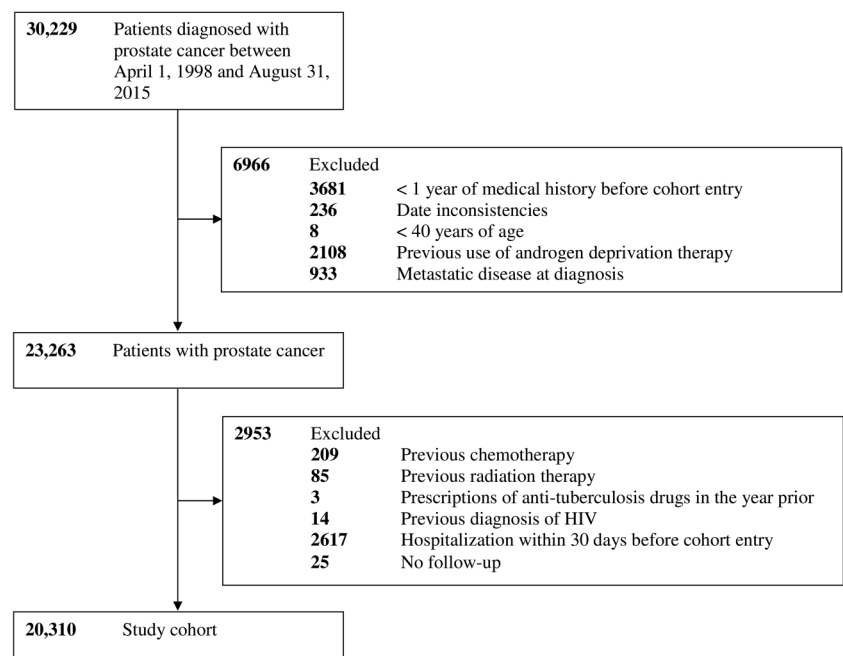 30,229 Patients diagnosed with
prostate cancer between
April 1, 1998 and August 31,
2015
6966 Excluded
3681 < 1 year of medical history before cohort entry
236 Date inconsistencies
8 < 40 years of age
2108 Previous use of androgen deprivation therapy
933 Metastatic disease at diagnosis
23,263 Patients with prostate cancer
2953 Excluded
209 Previous chemotherapy
85 Previous radiation therapy
3 Prescriptions of anti-tuberculosis drugs in the year prior
14 Previous diagnosis of HIV
2617 Hospitalization within 30 days before cohort entry
25 No follow-up
20,310 Study cohort